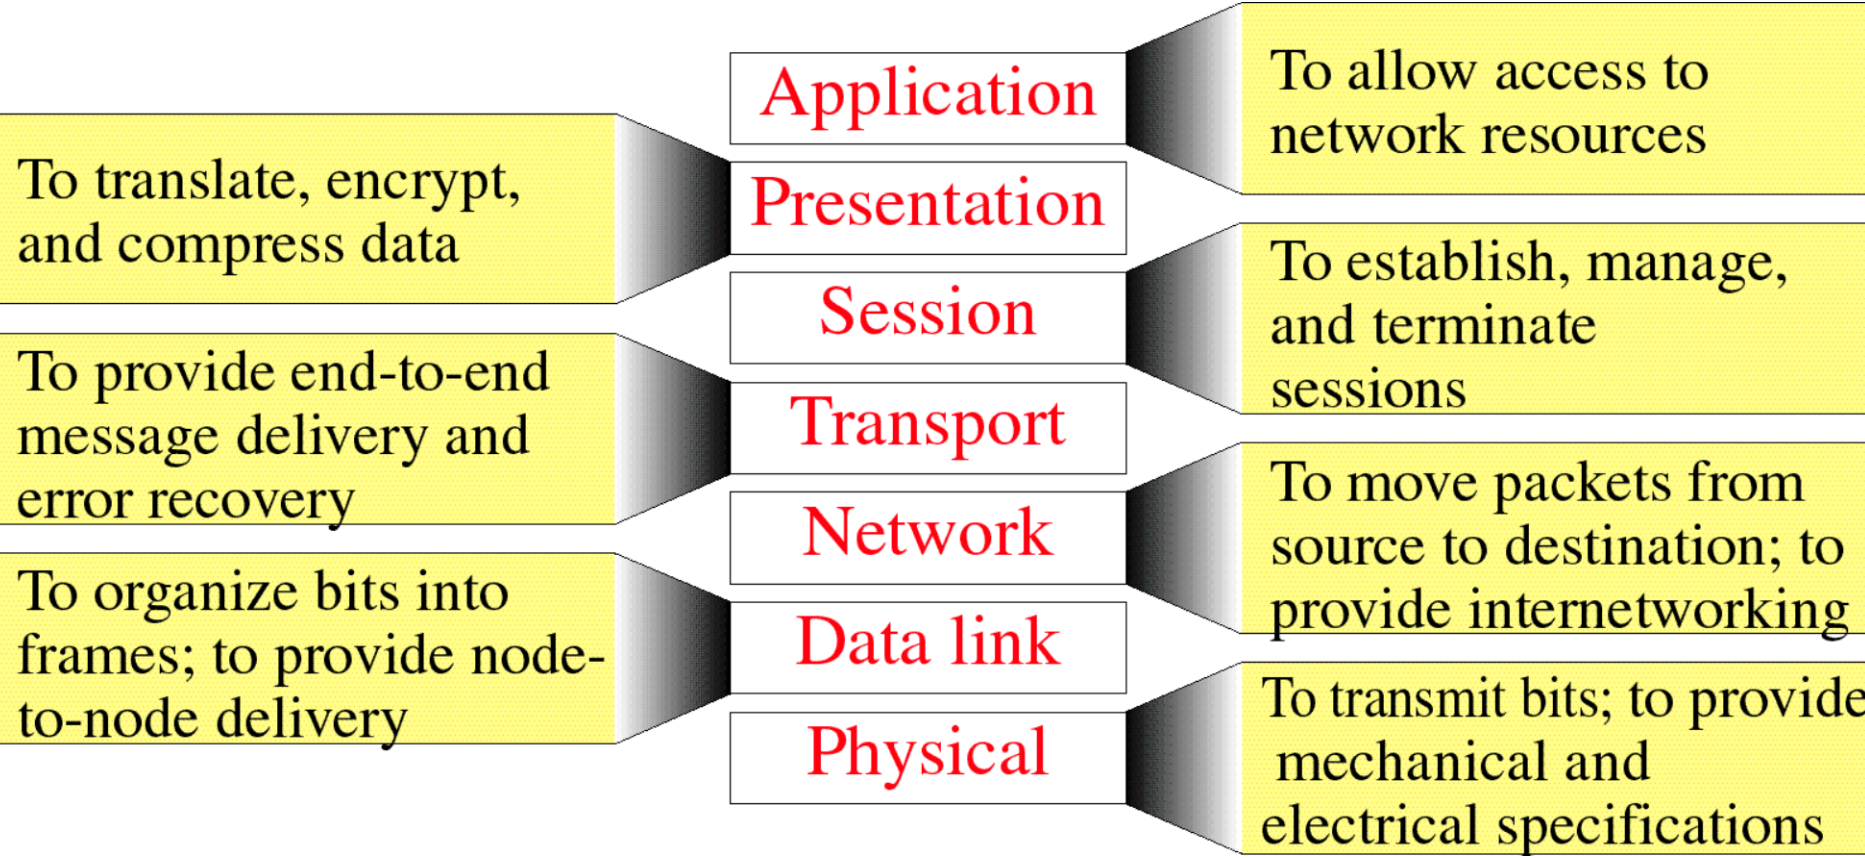 Application
To allow access to
network resources
To translate, encrypt,
and compress data
Presentation
Session
To establish, manage,
and terminate
sessions
To provide end-to-end
message delivery and
error recovery
Transport
Network
To move packets from
source to destination; to
provide internetworking
To organize bits into
frames; to provide node-
to-node delivery
Data link
Physical
To transmit bits; to provide
mechanical and
electrical specifications